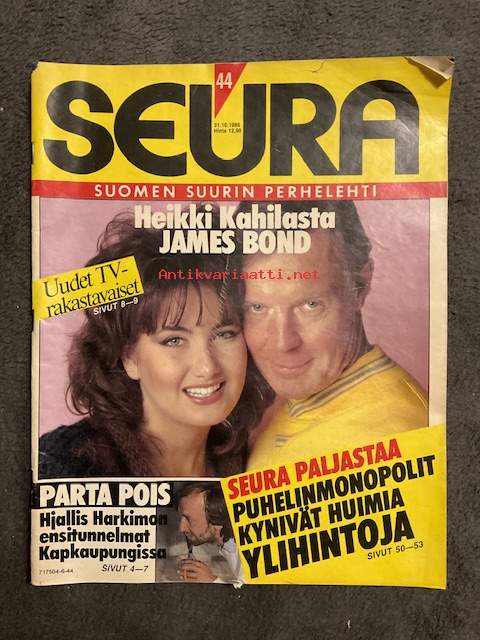 44
SEURA
31.10.1986
Hinta 12,90
SUOMEN SUURIN PERHELEHTI
Heikki Kahilasta
JAMES BOND
Antikvariaatti.net
Uudet TV-
rakastavaiset
SIVUT 8—9
PARTA POIS
Hjallis Harkimon
ensitunnelmat
Kapkaupungissa
SIVUT 4—7
717504-6-44
SEURA PALJASTAA
PUHELINMONOPOLIT
KYNIVÄT HUIMIA
YLIHINTOJA
SIVUT 50—53